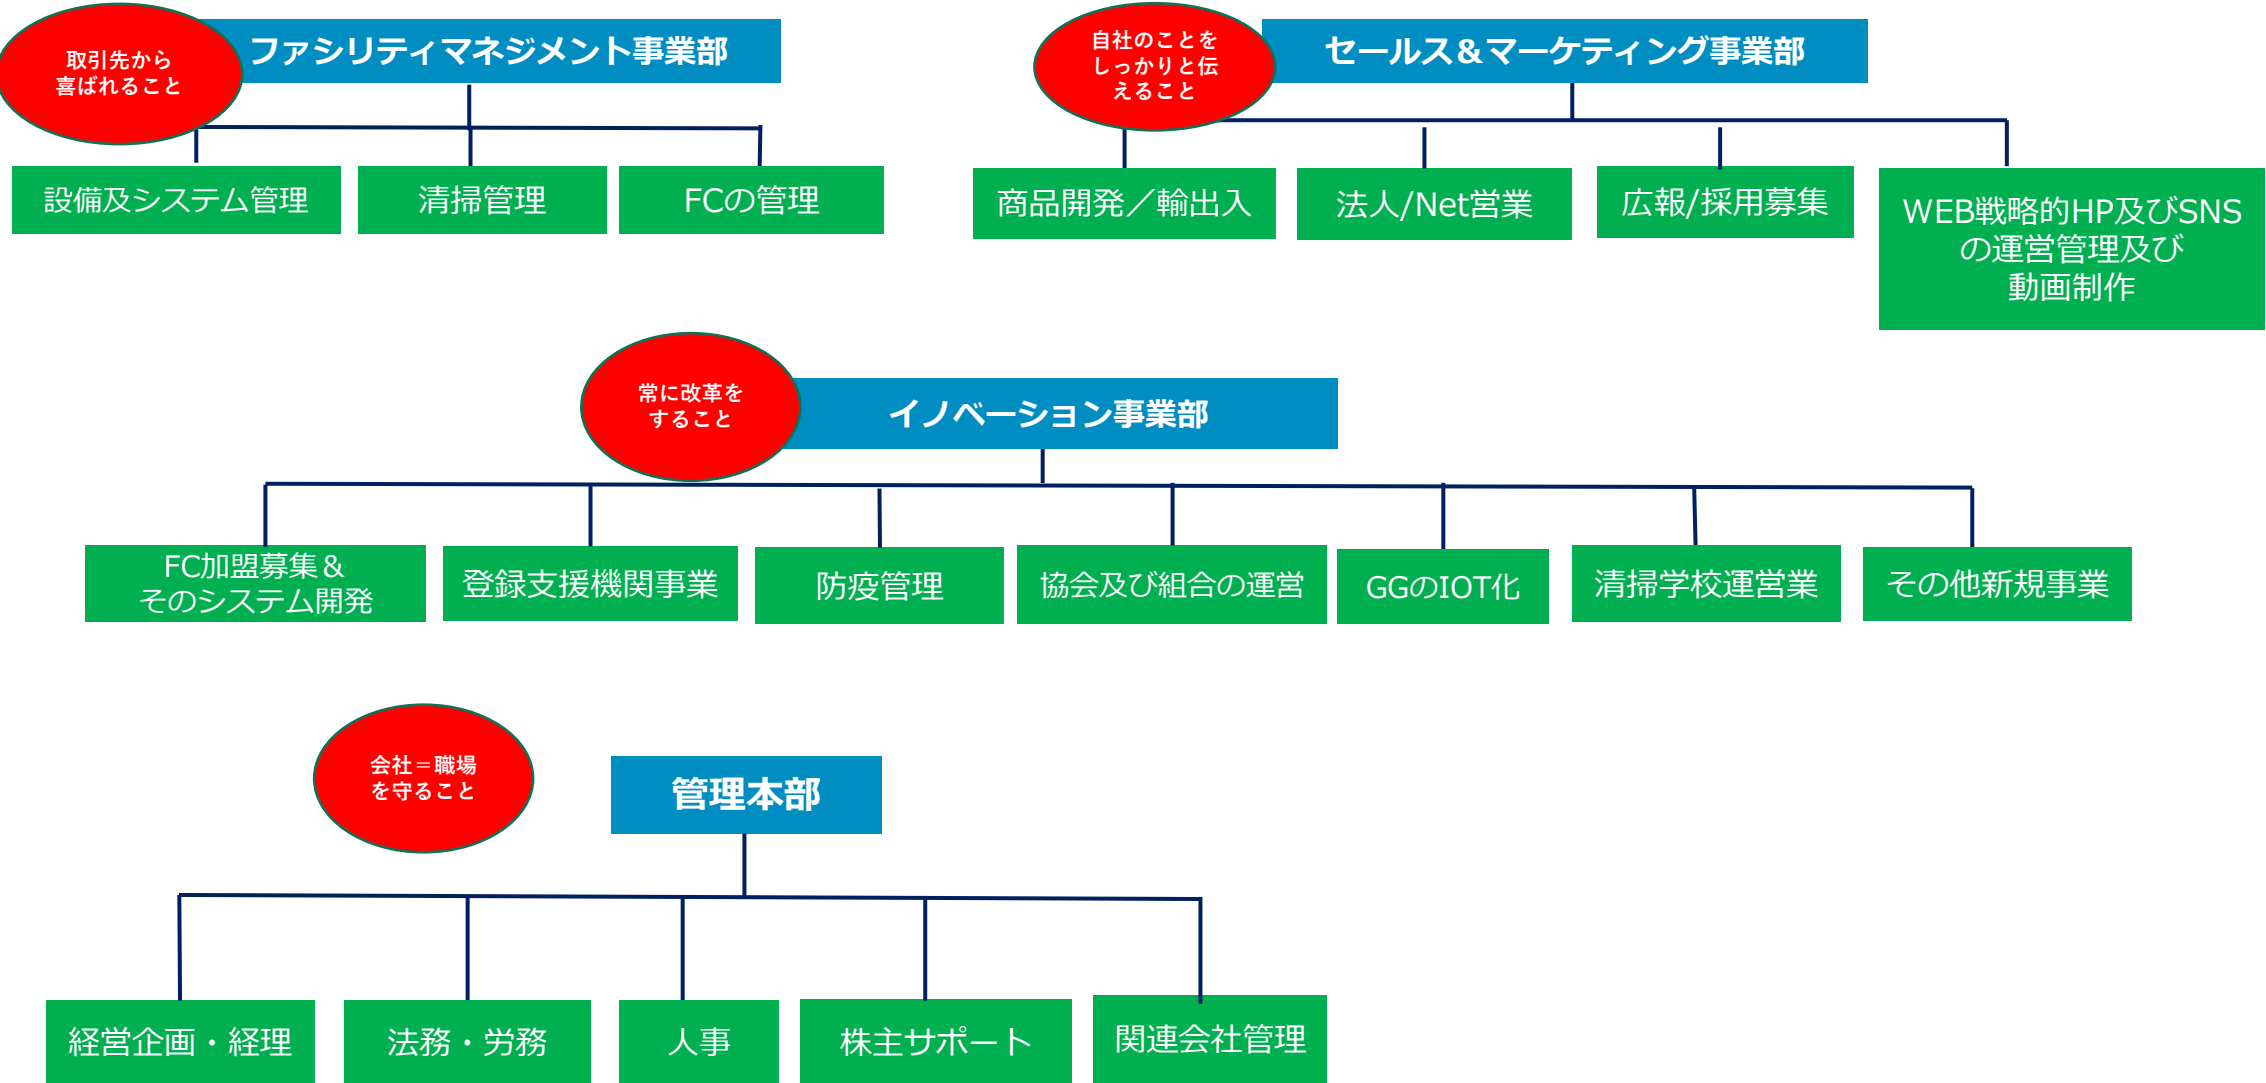 取引先から
喜ばれること
ファシリティマネジメント事業部
設備及システム管理
清掃管理
FCの管理
自社のことを
しっかりと伝
えること
セールス＆マーケティング事業部
商品開発／輸出入
法人/Net営業
広報/採用募集
WEB戦略的HP及びSNS
の運営管理及び
動画制作
常に改革を
すること
イノベーション事業部
FC加盟募集＆
そのシステム開発
登録支援機関事業
防疫管理
協会及び組合の運営
GGのIOT化
清掃学校運営業
その他新規事業
会社＝職場
を守ること
管理本部
経営企画・経理
法務・労務
人事
株主サポート
関連会社管理